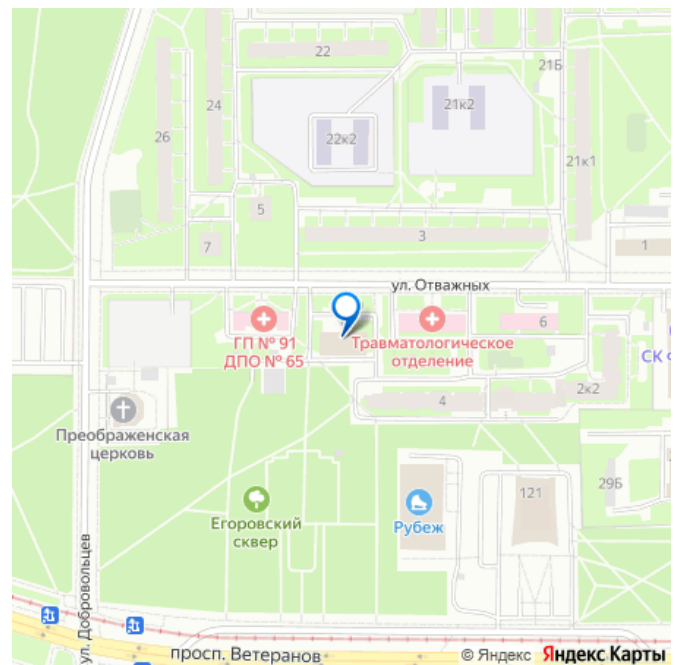 22
21Б
24
21к2
26
22к2
21к1
5
3
7
1
ул. Отважных
6
ГП № 91
ДПО № 65
Травматологическое
отделение
СК Ф
2к2
4
Преображенская
церковь
29Б
121
Егоровский
сквер
Рубеж
ул. Добровольцев
просп. Ветеранов
© Яндекс Яндекс Карты